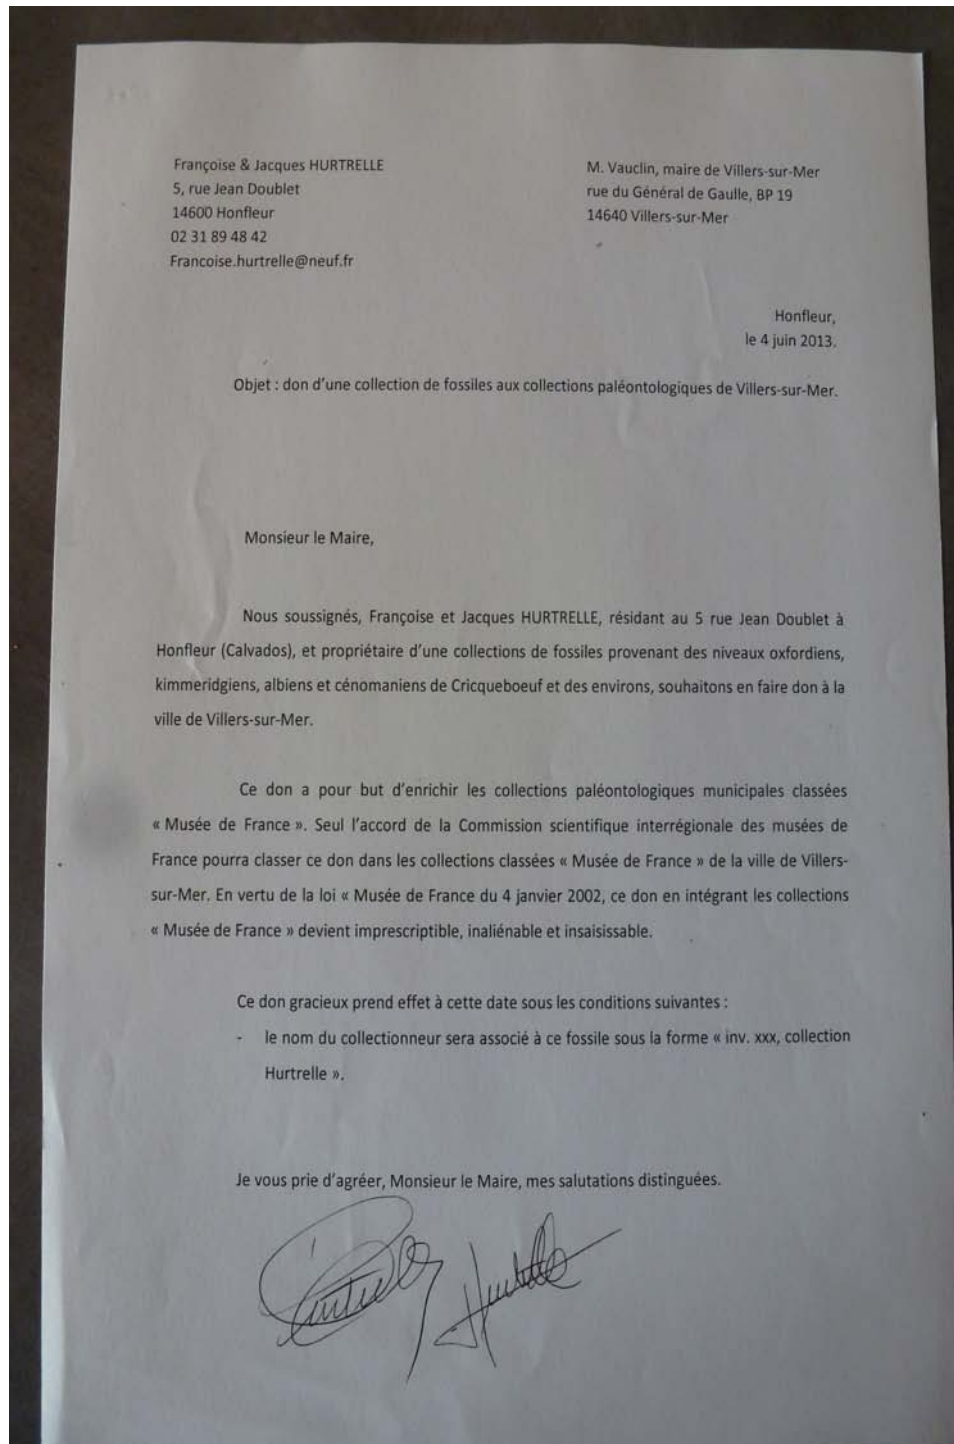 Françoise & Jacques HURTRELLE
5, rue Jean Doublet
14600 Honfleur
02 31 89 48 42
Francoise.hurtrelle@neuf.fr
M. Vauclin, maire de Villers-sur-Mer
rue du Général de Gaulle, BP 19
14640 Villers-sur-Mer
Honfleur,
le 4 juin 2013.
Objet : don d'une collection de fossiles aux collections paléontologiques de Villers-sur-Mer.
Monsieur le Maire,
Nous soussignés, Françoise et Jacques HURTRELLE, résidant au 5 rue Jean Doublet à
Honfleur (Calvados), et propriétaire d'une collections de fossiles provenant des niveaux oxfordiens,
kimmeridgiens, albiens et cénomaniens de Cricqueboeuf et des environs, souhaitons en faire don à la
ville de Villers-sur-Mer.
Ce don a pour but d'enrichir les collections paléontologiques municipales classées
« Musée de France ». Seul l'accord de la Commission scientifique interrégionale des musées de
France pourra classer ce don dans les collections classées « Musée de France » de la ville de Villers-
sur-Mer. En vertu de la loi « Musée de France du 4 janvier 2002, ce don en intégrant les collections
« Musée de France » devient imprescriptible, inaliénable et insaisissable.
Ce don gracieux prend effet à cette date sous les conditions suivantes :
- le nom du collectionneur sera associé à ce fossile sous la forme « inv. xxx, collection
Hurtrelle ».
Je vous prie d'agréer, Monsieur le Maire, mes salutations distinguées.